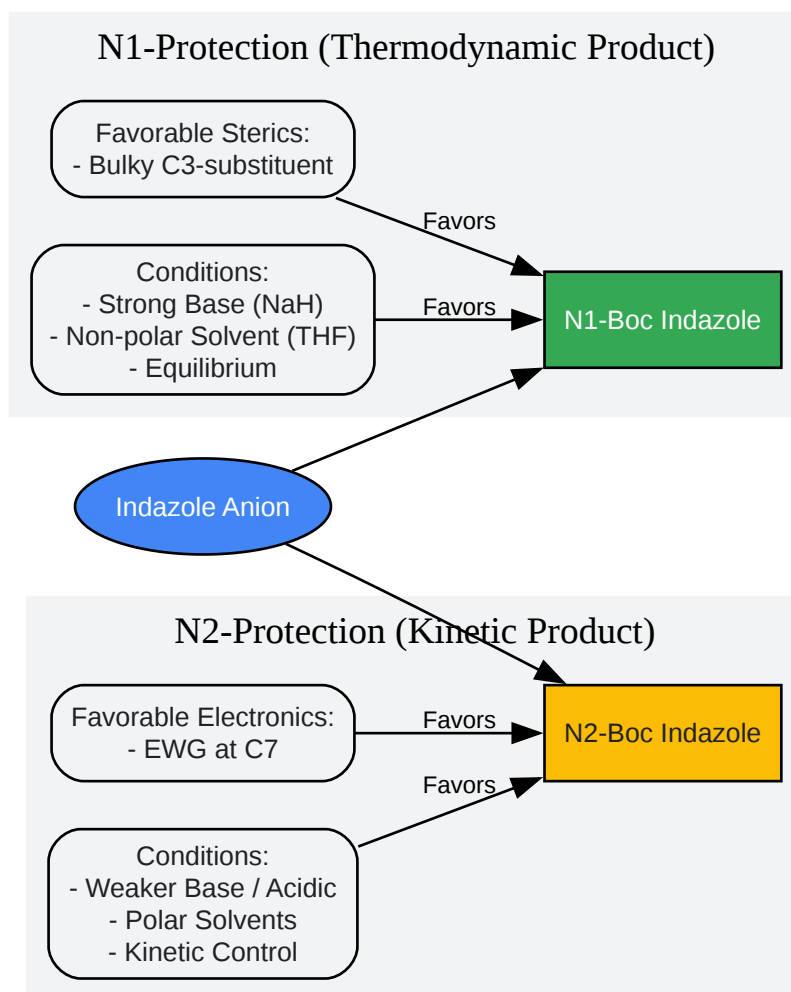 N1-Protection (Thermodynamic Product)
Favorable Sterics:
- Bulky C3-substituent
Favors
Conditions:
- Strong Base (NaH)
- Non-polar Solvent (THF)
- Equilibrium
Favors
N1-Boc Indazole
Indazole Anion
N2-Protection (Kinetic Product)
Favorable Electronics:
- EWG at C7
Favors
N2-Boc Indazole
Favors
Conditions:
- Weaker Base / Acidic
- Polar Solvents
- Kinetic Control